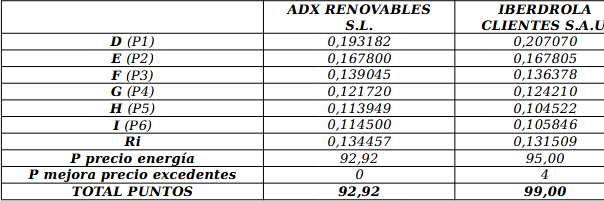 ADX RENOVABLES S.L. IBERDROLA CLIENTES S.A.U
D (P1) 0,193182 0,207070
E (P2) 0,167800 0,167805
F (P3) 0,139045 0,136378
G (P4) 0,121720 0,124210
H (P5) 0,113949 0,104522
I (P6) 0,114500 0,105846
Ri 0,134457 0,131509
P precio energía 92,92 95,00
P mejora precio excedentes 0 4
TOTAL PUNTOS 92,92 99,00